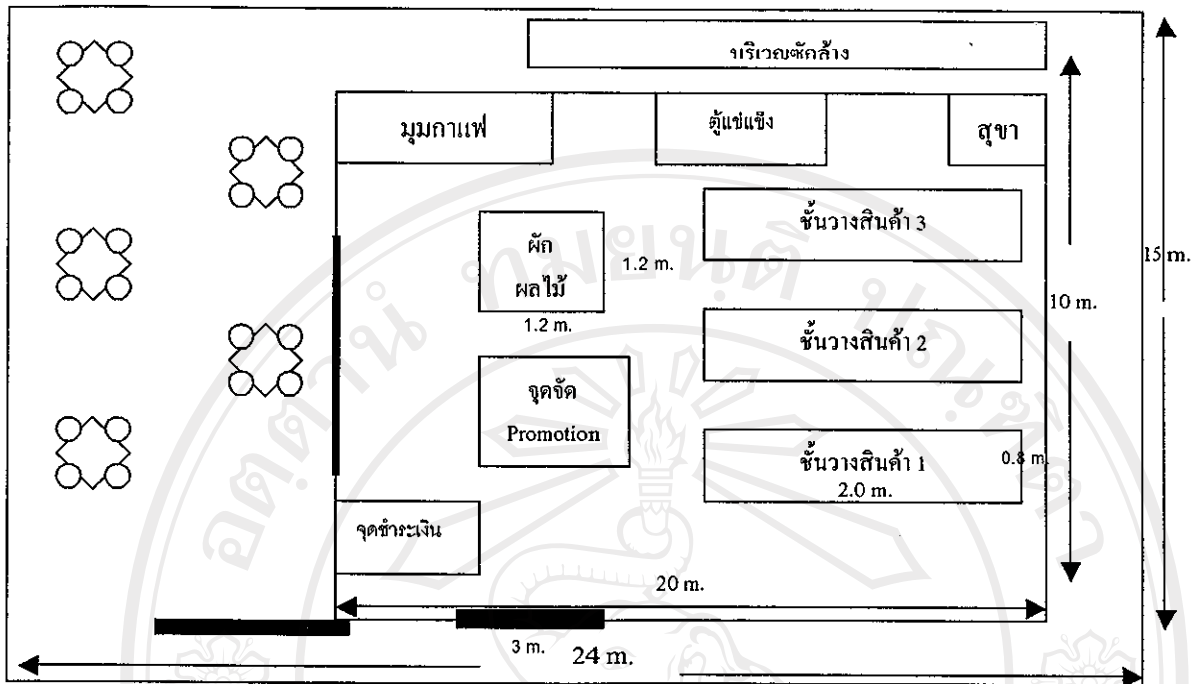 บริเวณซักล้าง
มุมกาแฟ
ตู้แช่แข็ง
สุขา
ชั้นวางสินค้า 3
ผัก
ผลไม้
1.2 m.
1.2 m.
15 m.
10 m.
ชั้นวางสินค้า 2
จุดจัด
Promotion
ชั้นวางสินค้า 1
0.8 m.
2.0 m.
จุดชำระเงิน
20 m.
3 m.
24 m.